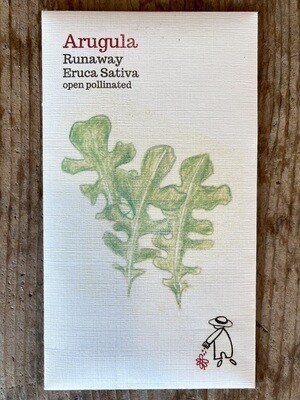 Arugula
Runaway
Eruca Sativa
open pollinated